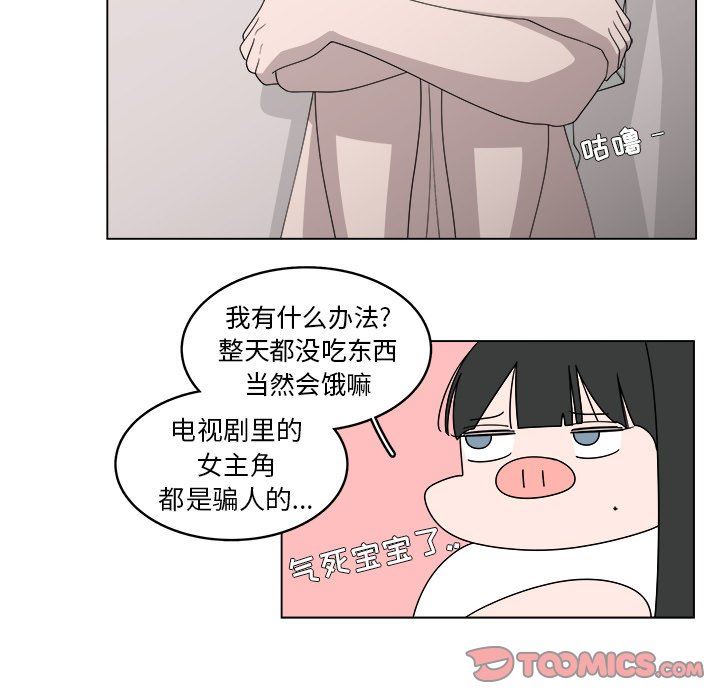 咕噜-
我有什么办法?
整天都没吃东西
当然会饿嘛
电视剧里的
女主角
都是骗人的...
气死宝宝了..
TOOMICS.COM